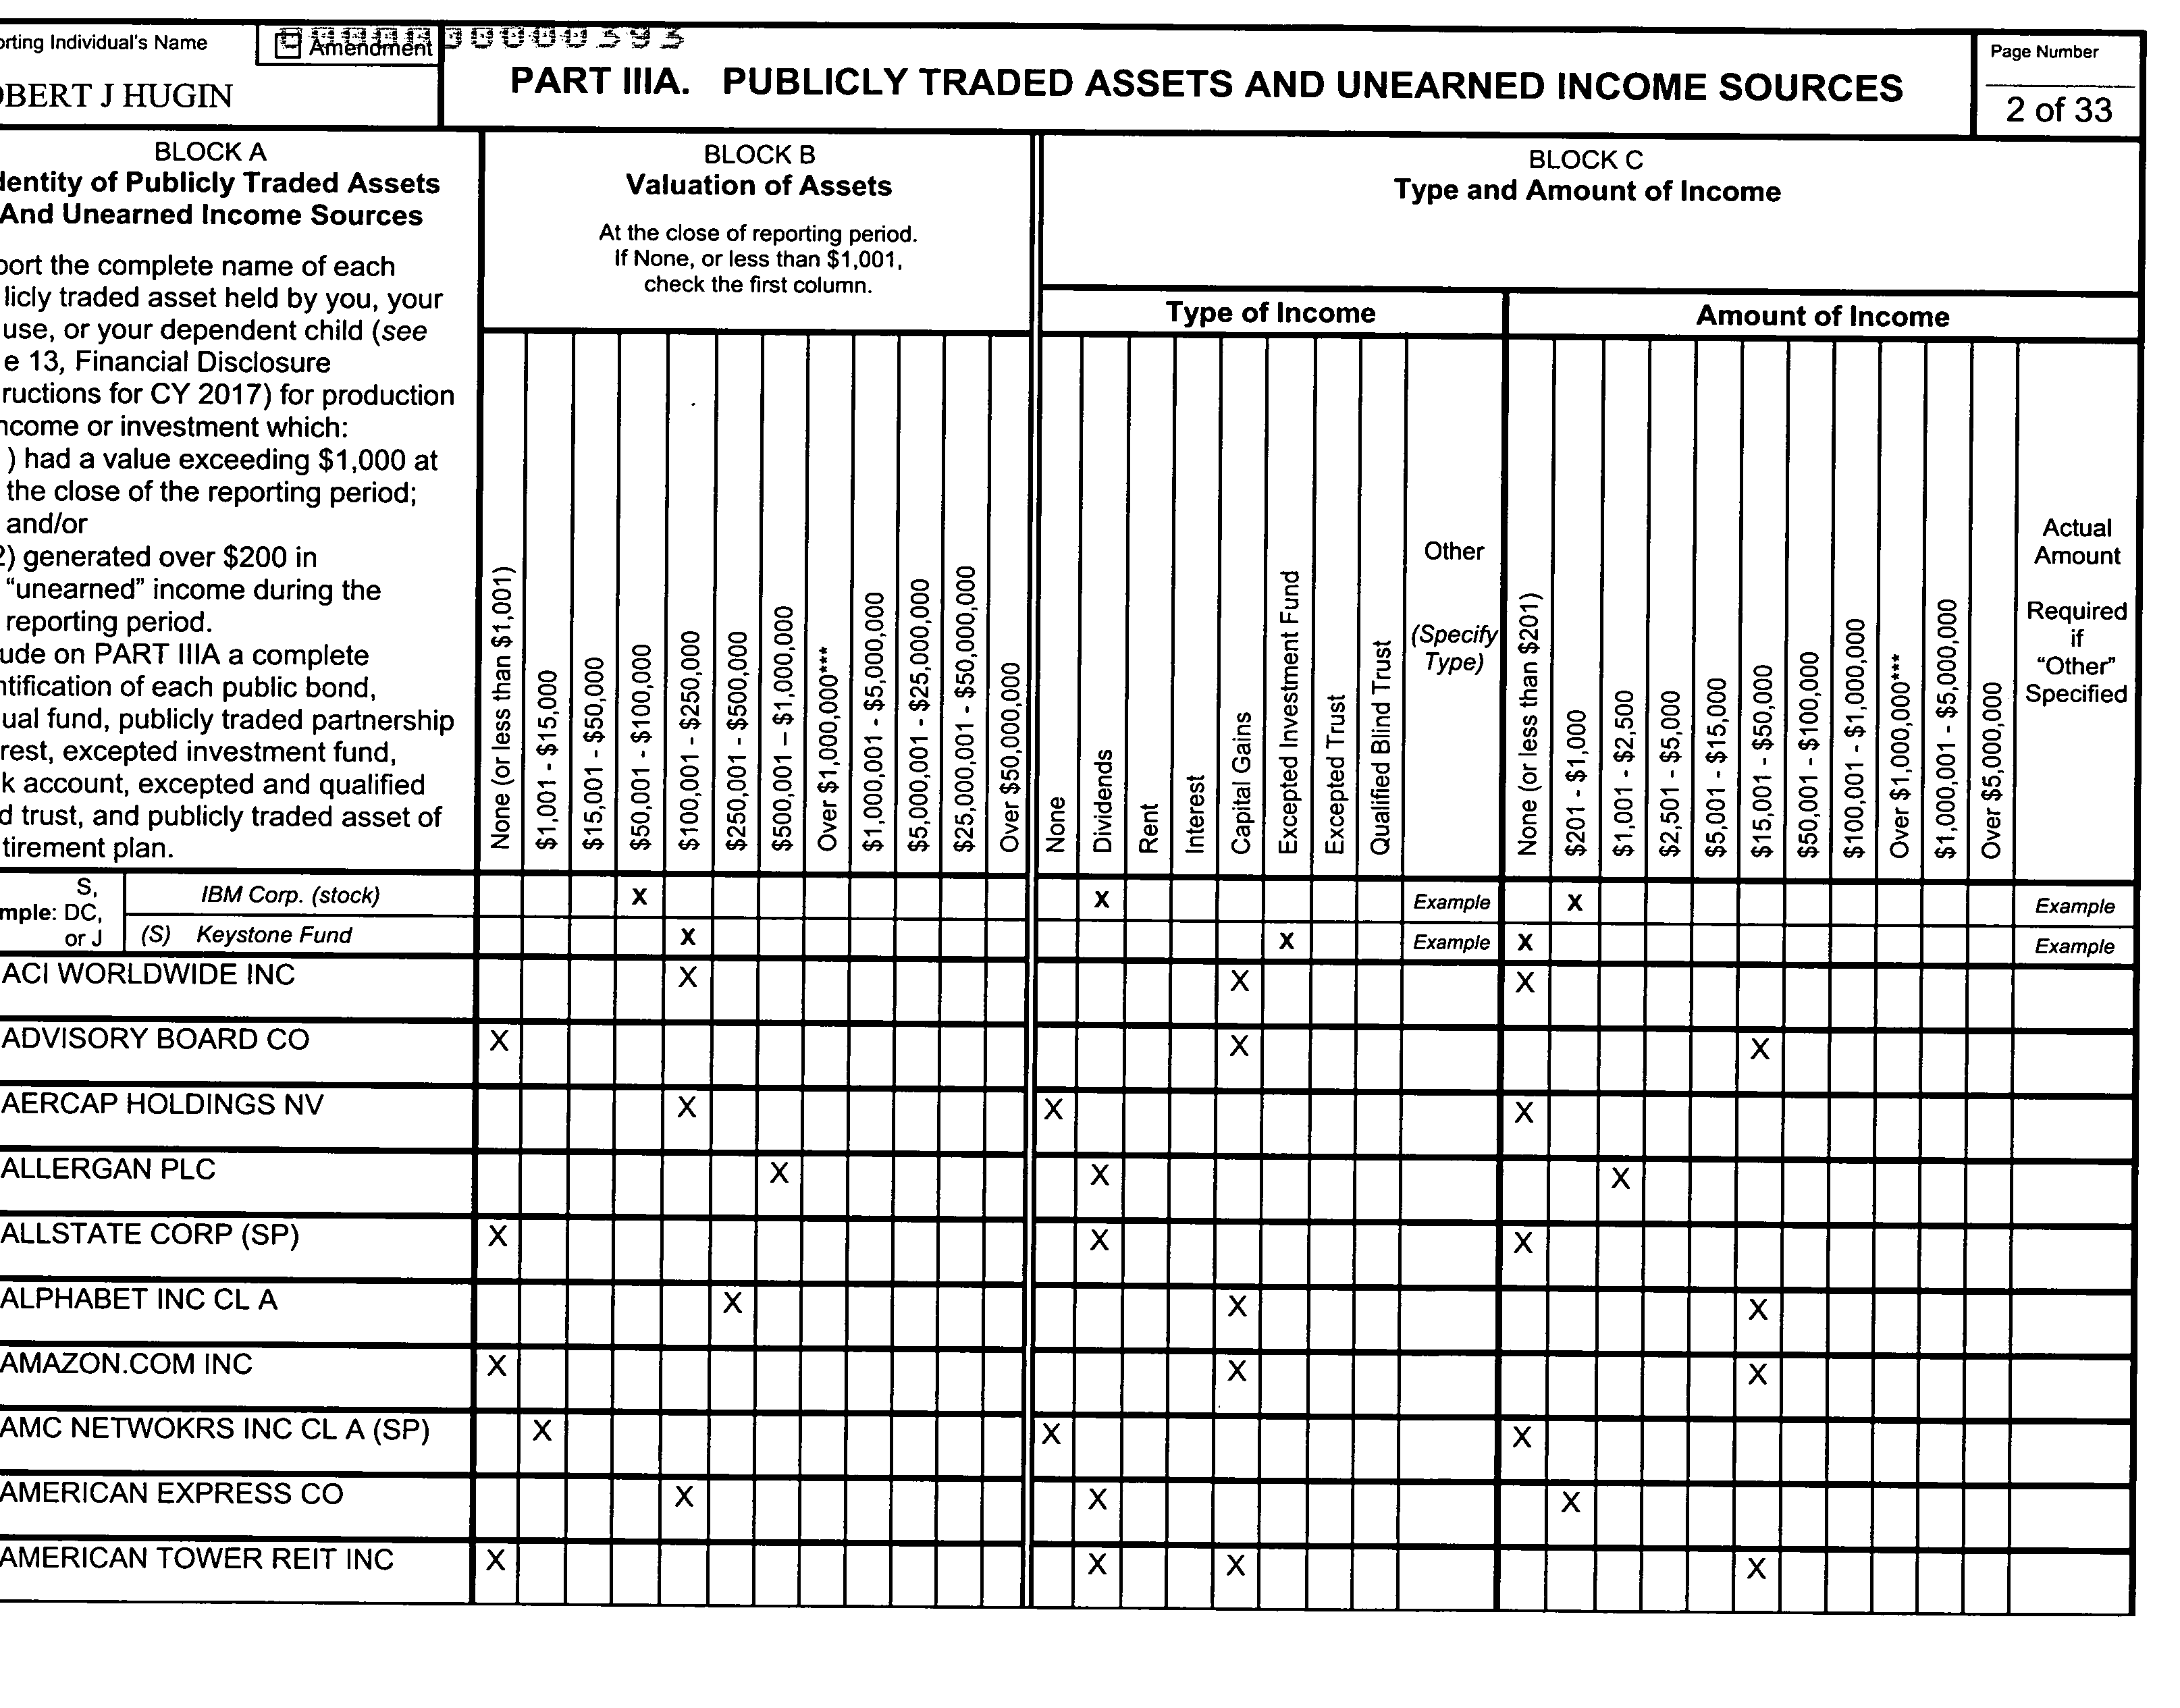 orting Individual's Name
Amendment
PART IIIA. PUBLICLY TRADED ASSETS AND UNEARNED INCOME SOURCES
Page Number
OBERT J HUGIN
2 of 33
BLOCK A
dentity of Publicly Traded Assets
And Unearned Income Sources
port the complete name of each
licly traded asset held by you, your
use, or your dependent child (see
e 13, Financial Disclosure
ructions for CY 2017) for production
ncome or investment which:
) had a value exceeding $1,000 at
the close of the reporting period;
and/or
2) generated over $200 in
“unearned” income during the
reporting period.
ude on PART IIIA a complete
ntification of each public bond,
ual fund, publicly traded partnership
rest, excepted investment fund,
k account, excepted and qualified
d trust, and publicly traded asset of
tirement plan.
BLOCK B
Valuation of Assets
At the close of reporting period.
If None, or less than $1,001,
check the first column.
BLOCK C
Type and Amount of Income
Type of Income
Amount of Income
None (or less than $1,001)
$1,001 - $15,000
$15,001 - $50,000
$50,001 - $100,000
$100,001 - $250,000
$250,001 - $500,000
$500,001 – $1,000,000
Over $1,000,000***
$1,000,001 - $5,000,000
$5,000,001 - $25,000,000
$25,000,001 - $50,000,000
Over $50,000,000
None
Dividends
Rent
Interest
Capital Gains
Excepted Investment Fund
Excepted Trust
Qualified Blind Trust
Other
(Specify
Type)
None (or less than $201)
$201 - $1,000
$1,001 - $2,500
$2,501 - $5,000
$5,001 - $15,000
$15,001 - $50,000
$50,001 - $100,000
$100,001 - $1,000,000
Over $1,000,000***
$1,000,001 - $5,000,000
Over $5,000,000
Actual
Amount
Required
if
“Other”
Specified
mple:
S,
DC,
or J
IBM Corp. (stock) X X Example X Example
(S) Keystone Fund X X Example X Example
ACI WORLDWIDE INC X X X
ADVISORY BOARD CO X X X
AERCAP HOLDINGS NV X X X
ALLERGAN PLC X X X
ALLSTATE CORP (SP) X X X
ALPHABET INC CL A X X X
AMAZON.COM INC X X X
AMC NETWOKRS INC CL A (SP) X X X
AMERICAN EXPRESS CO X X X
AMERICAN TOWER REIT INC X X X X